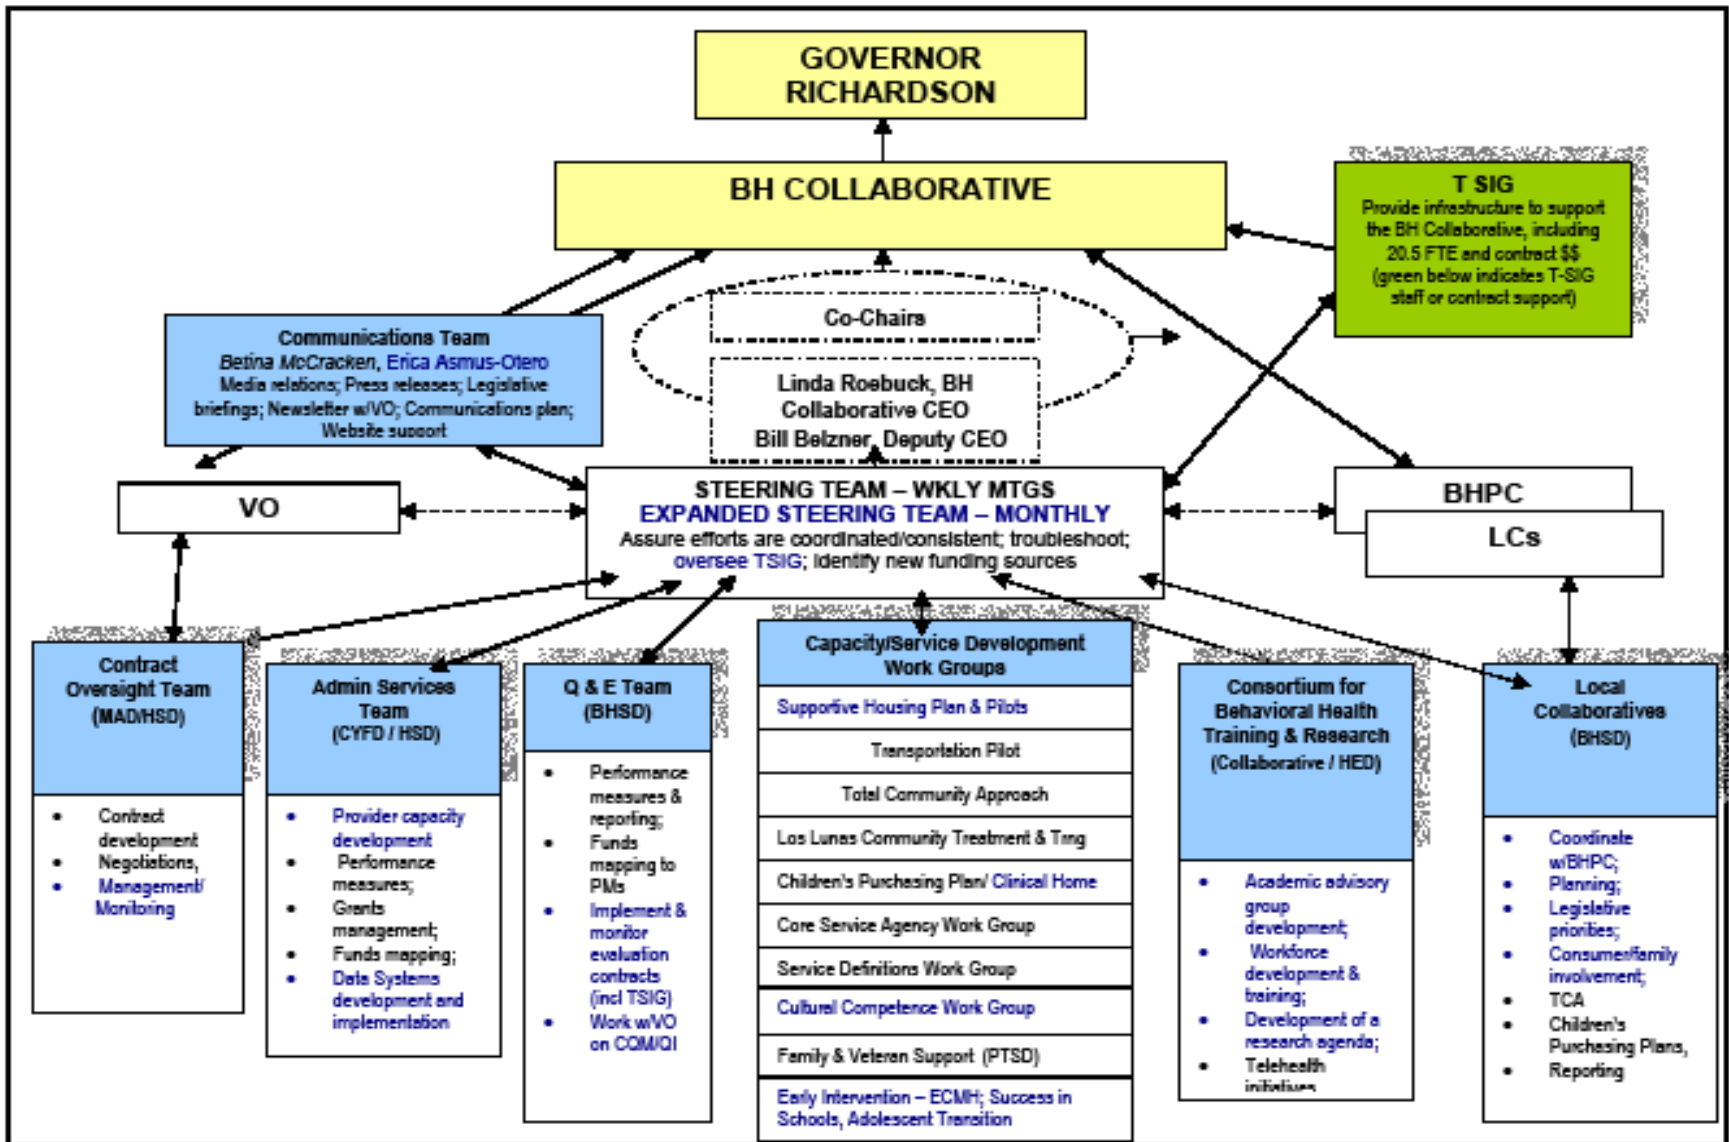 GOVERNOR
RICHARDSON
BH COLLABORATIVE
T SIG
Provide infrastructure to support
the BH Collaborative, including
20.5 FTE and contract $$
(green below indicates T-SIG
staff or contract support)
Co-Chairs
Linda Roebuck, BH
Collaborative CEO
Bill Belzner, Deputy CEO
Communications Team
Betina McCracken, Erica Asmus-Otero
Media relations; Press releases; Legislative
briefings; Newsletter w/VO; Communications plan;
Website support
VO
STEERING TEAM – WKLY MTGS
EXPANDED STEERING TEAM – MONTHLY
Assure efforts are coordinated/consistent; troubleshoot;
oversee TSIG; identify new funding sources
BHPC
LCs
Contract
Oversight Team
(MAD/HSD)
• Contract
development
• Negotiations,
• Management/
Monitoring
Admin Services
Team
(CYFD / HSD)
• Provider capacity
development
• Performance
measures;
• Grants
management;
• Funds mapping;
• Data Systems
development and
implementation
Q & E Team
(BHSD)
• Performance
measures &
reporting;
• Funds
mapping to
PMs
• Implement &
monitor
evaluation
contracts
(incl TSIG)
• Work w/VO
on CQM/QI
Capacity/Service Development
Work Groups
Supportive Housing Plan & Pilots
Transportation Pilot
Total Community Approach
Los Lunas Community Treatment & Trng
Children's Purchasing Plan/ Clinical Home
Core Service Agency Work Group
Service Definitions Work Group
Cultural Competence Work Group
Family & Veteran Support (PTSD)
Early Intervention – ECMH; Success in
Schools, Adolescent Transition
Consortium for
Behavioral Health
Training & Research
(Collaborative / HED)
• Academic advisory
group
development;
• Workforce
development &
training;
• Development of a
research agenda;
• Telehealth
initiatives
Local
Collaboratives
(BHSD)
• Coordinate
w/BHPC;
• Planning;
• Legislative
priorities;
• Consumer/family
involvement;
• TCA
• Children's
Purchasing Plans,
• Reporting